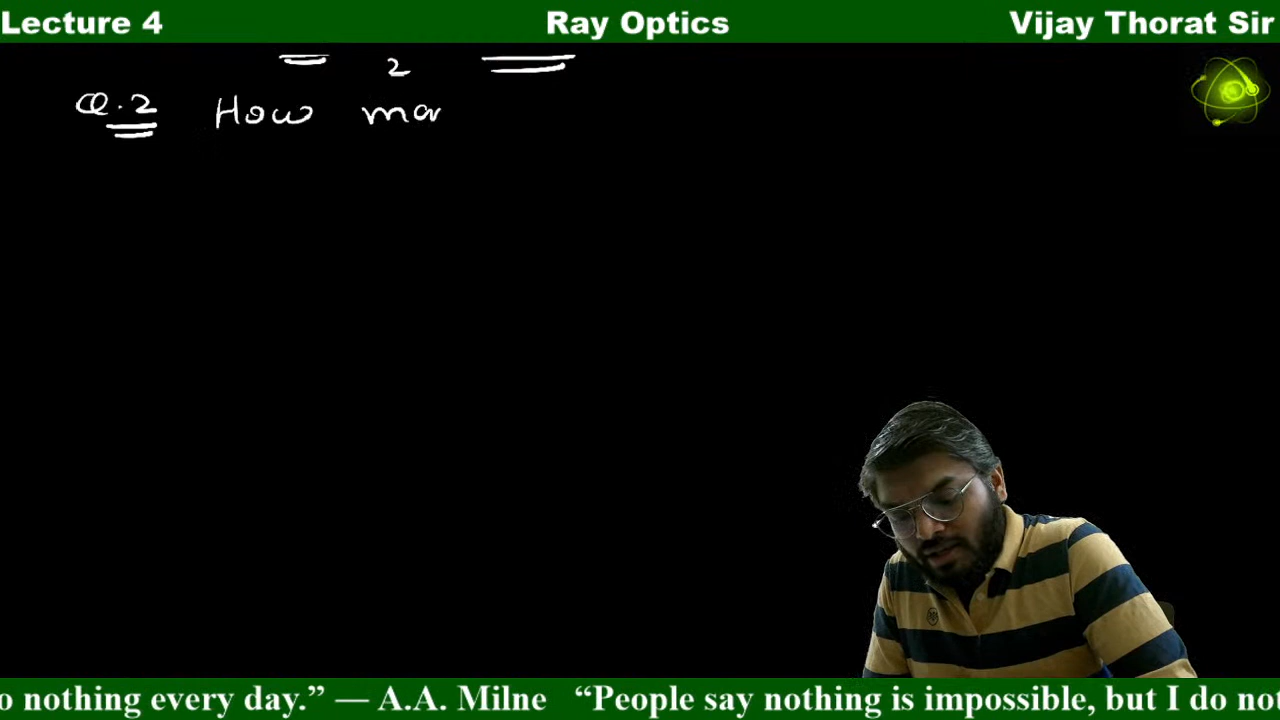 Lecture 4 Ray Optics Vijay Thorat Sir
2
Q.2 How mar
o nothing every day.” — A.A. Milne “People say nothing is impossible, but I do no